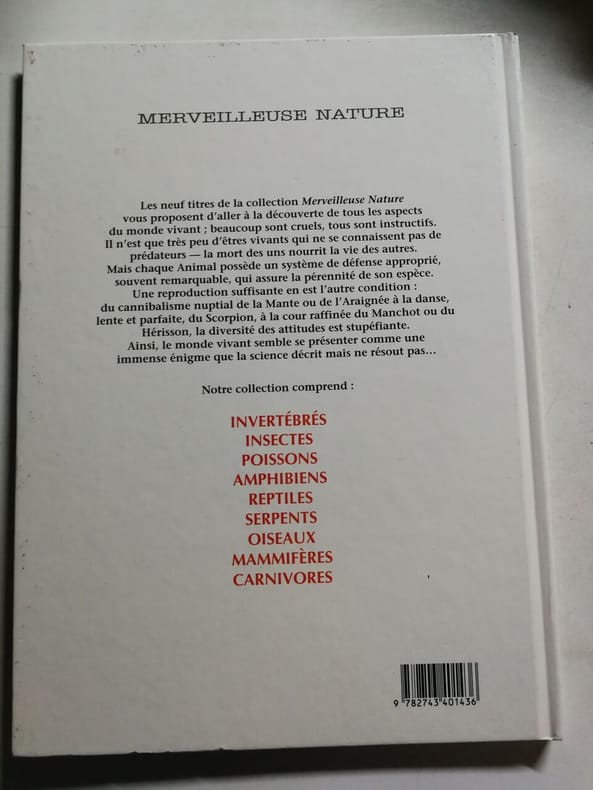 MERVEILLEUSE NATURE
Les neuf titres de la collection Merveilleuse Nature
vous proposent d'aller à la découverte de tous les aspects
du monde vivant ; beaucoup sont cruels, tous sont instructifs.
Il n'est que très peu d'êtres vivants qui ne se connaissent pas de
prédateurs — la mort des uns nourrit la vie des autres.
Mais chaque Animal possède un système de défense approprié,
souvent remarquable, qui assure la pérennité de son espèce.
Une reproduction suffisante en est l'autre condition :
du cannibalisme nuptial de la Mante ou de l'Araignée à la danse,
lente et parfaite, du Scorpion, à la cour raffinée du Manchot ou du
Hérisson, la diversité des attitudes est stupéfiante.
Ainsi, le monde vivant semble se présenter comme une
immense énigme que la science décrit mais ne résout pas...
Notre collection comprend :
INVERTÉBRÉS
INSECTES
POISSONS
AMPHIBIENS
REPTILES
SERPENTS
OISEAUX
MAMMIFÈRES
CARNIVORES
9 782743 401436